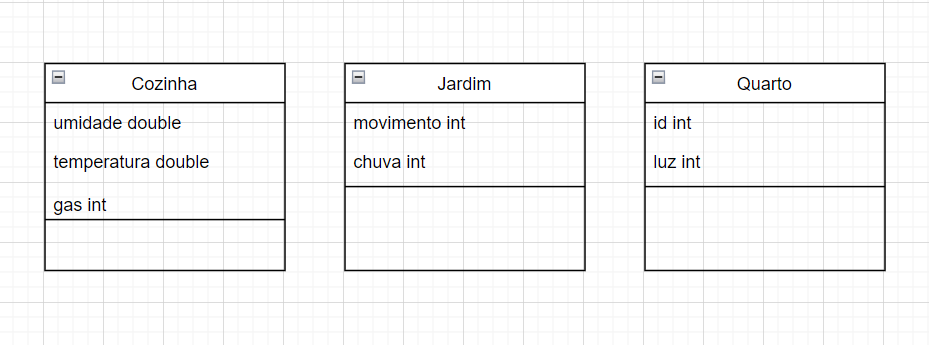 Cozinha
umidade double
temperatura double
gas int
Jardim
movimento int
chuva int
Quarto
id int
luz int